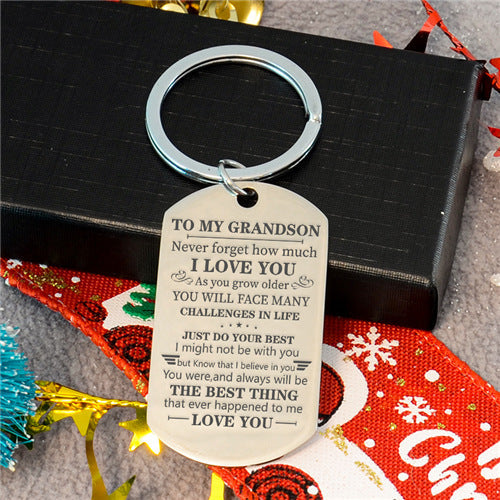 TO MY GRANDSON
Never forget how much
I LOVE YOU
As you grow older
YOU WILL FACE MANY
CHALLENGES IN LIFE
JUST DO YOUR BEST
I might not be with you
but Know that I believe in you
You were,and always will be
THE BEST THING
that ever happened to me
LOVE YOU